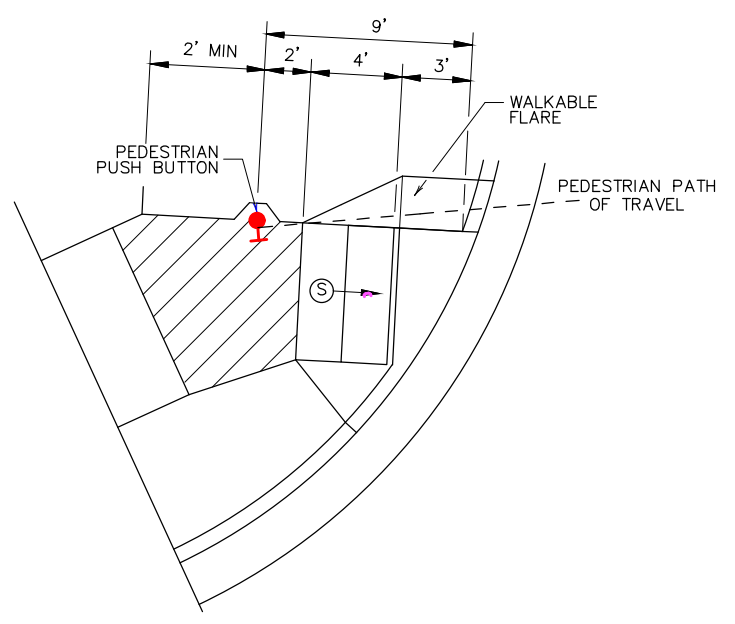 9'
2' MIN
2'
4'
3'
WALKABLE
FLARE
PEDESTRIAN
PUSH BUTTON
PEDESTRIAN PATH
OF TRAVEL
S